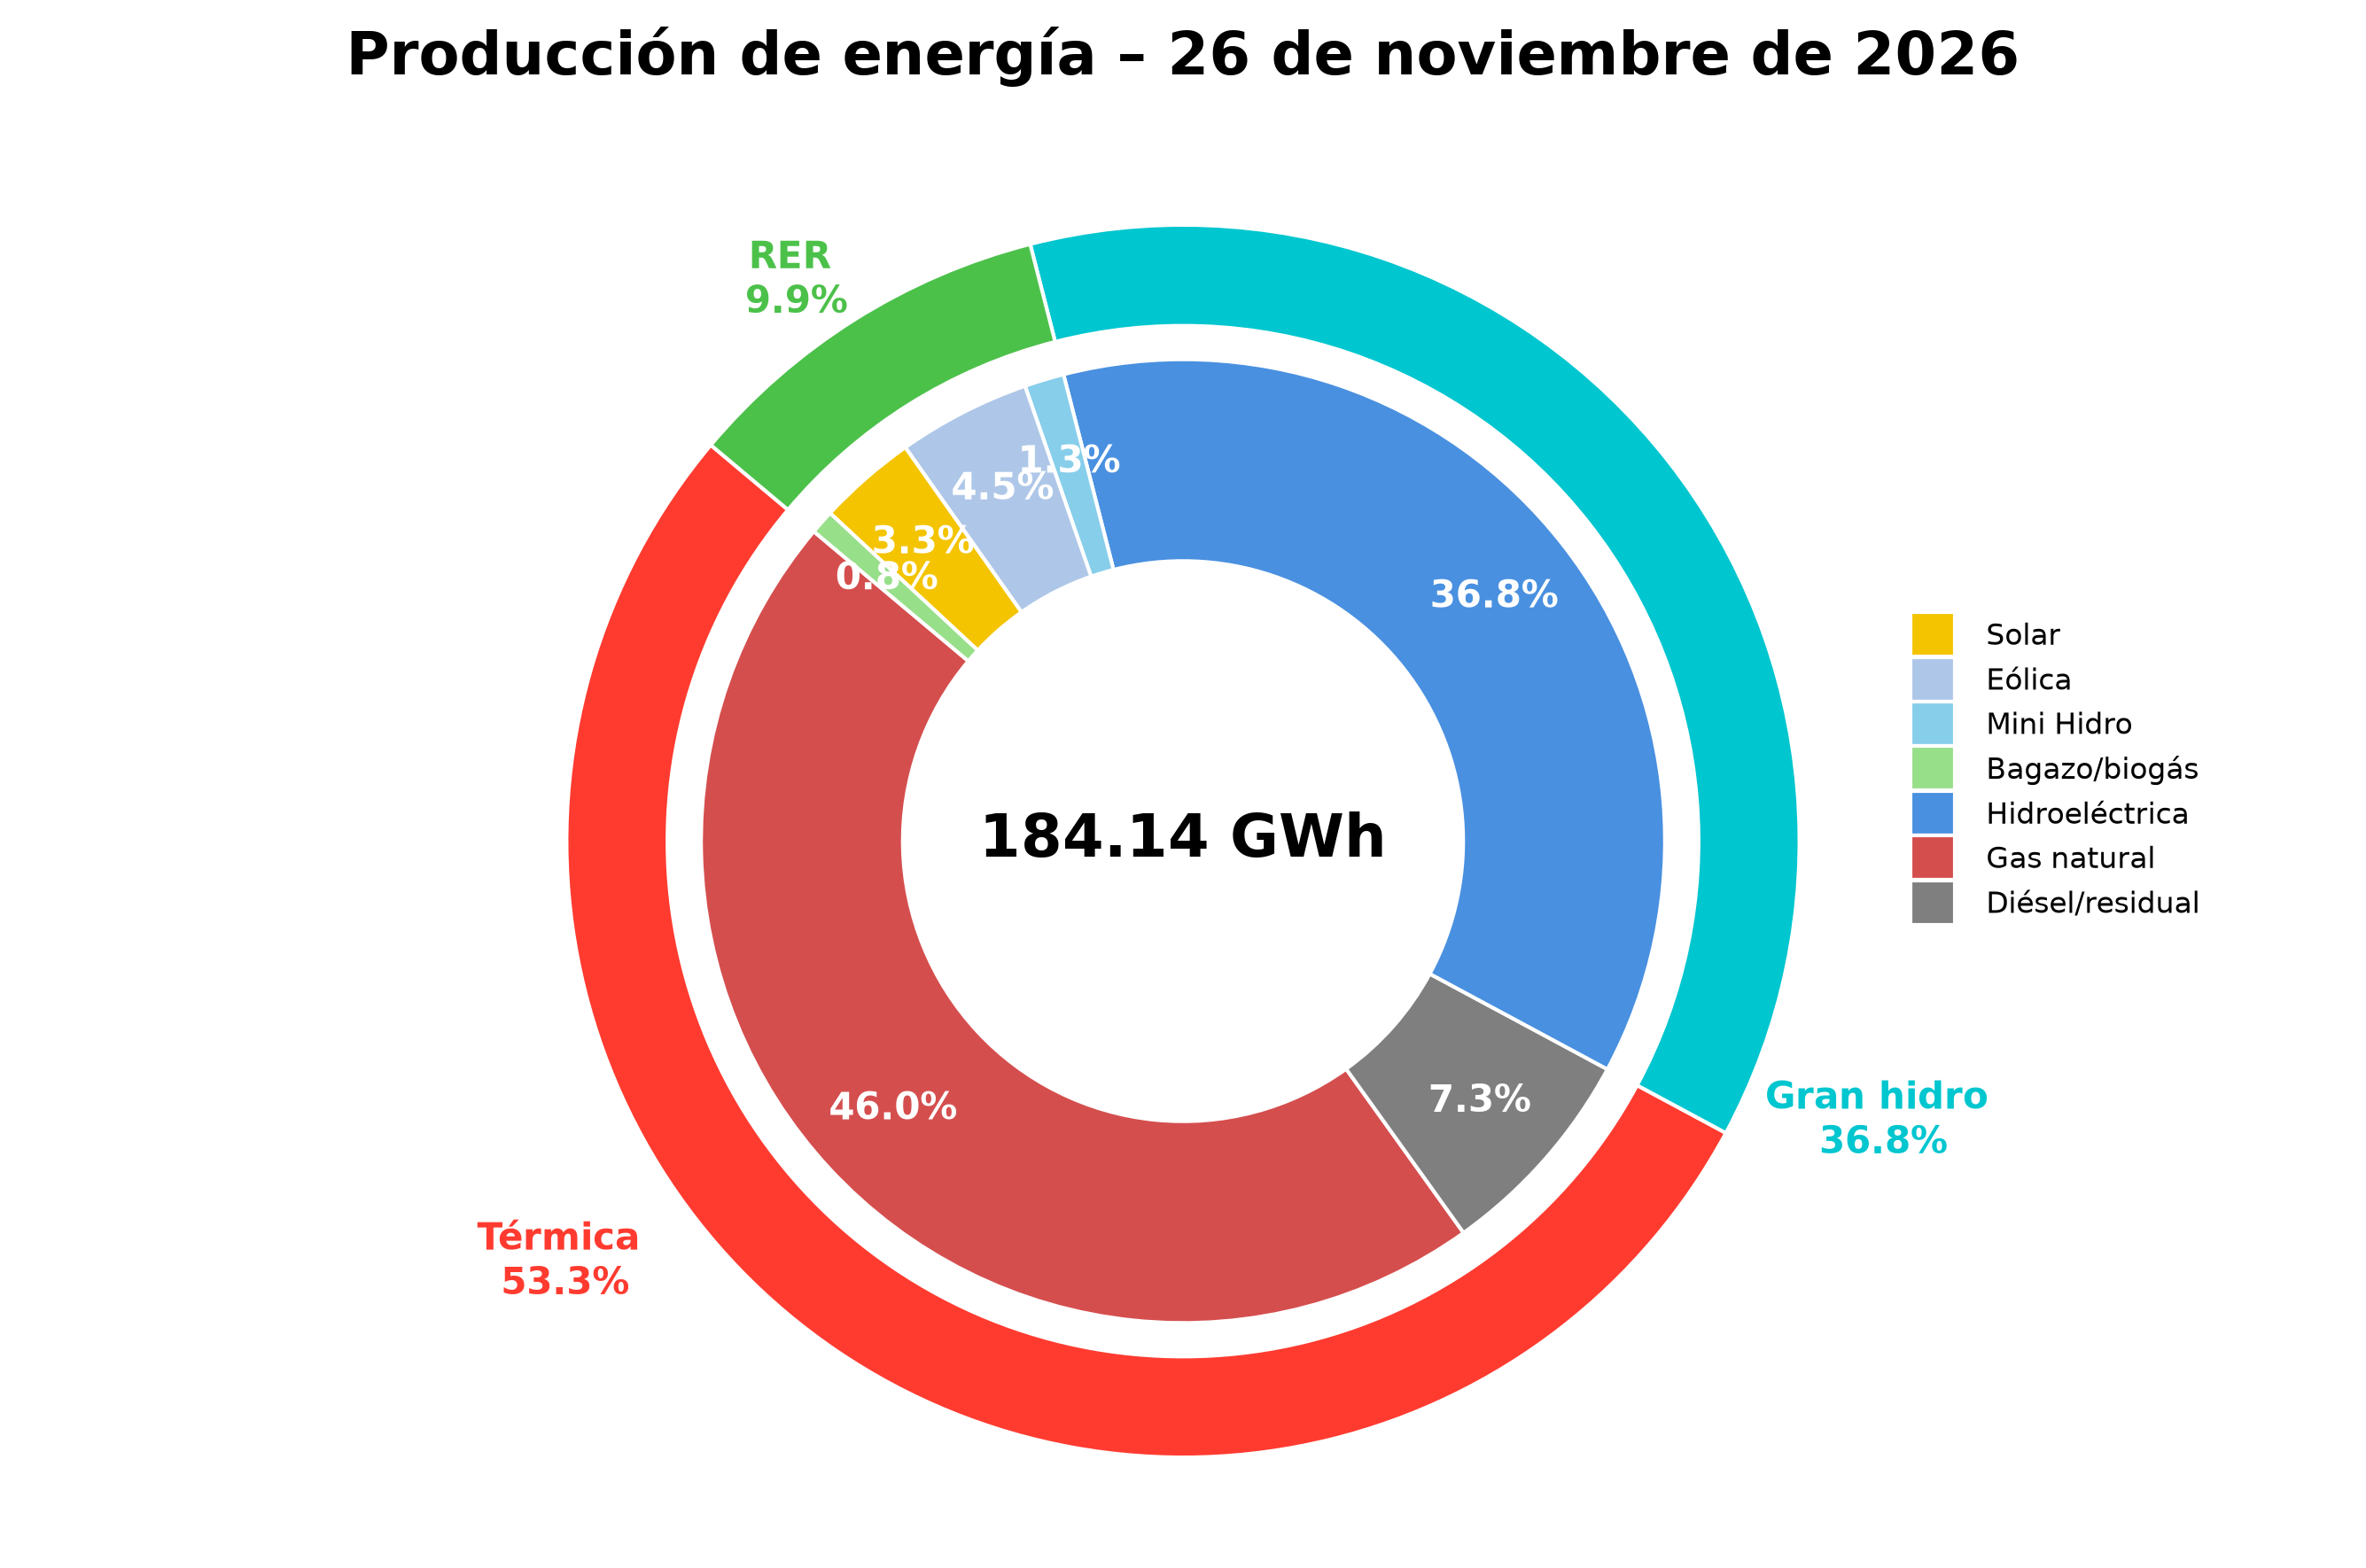 Producción de energía – 26 de noviembre de 2026
RER
9.9%
1.3%
4.5%
3.3%
0.8%
36.8%
Solar
Eólica
Mini Hidro
Bagazo/biogás
Hidroeléctrica
Gas natural
Diésel/residual
184.14 GWh
46.0%
7.3%
Gran hidro
36.8%
Térmica
53.3%